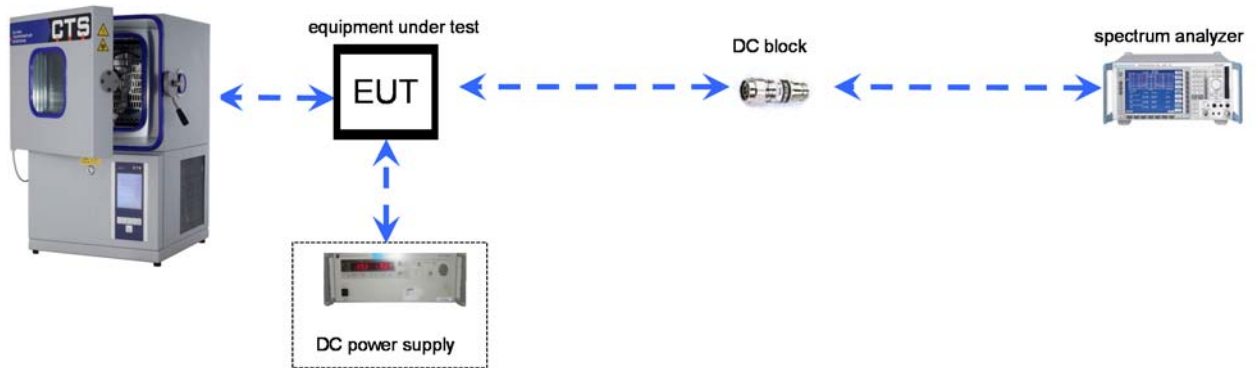 CTS
equipment under test
EUT
DC block
spectrum analyzer
DC power supply